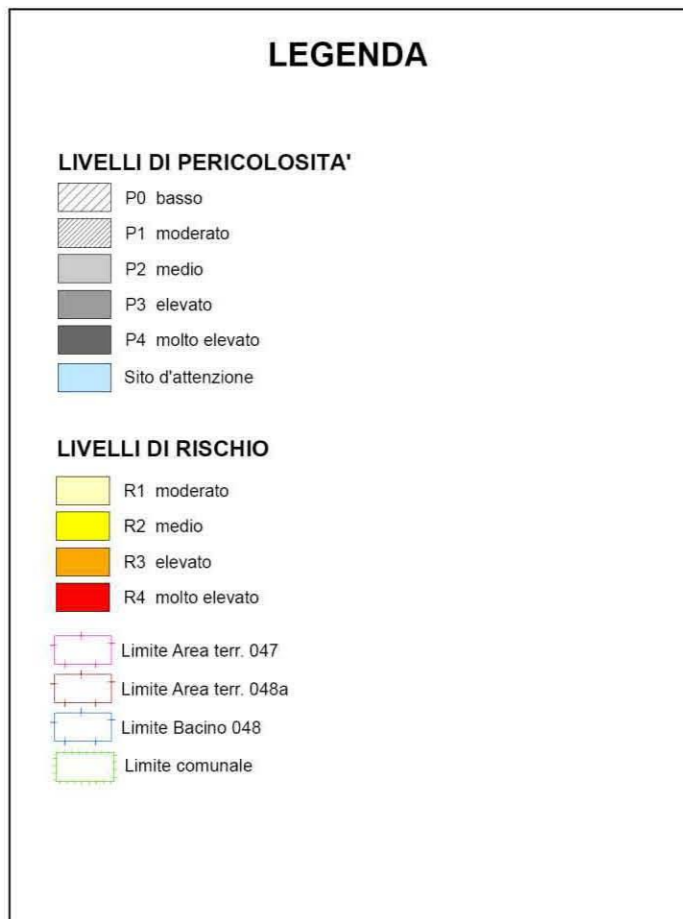 LEGENDA
LIVELLI DI PERICOLOSITA'
P0 basso
P1 moderato
P2 medio
P3 elevato
P4 molto elevato
Sito d'attenzione
LIVELLI DI RISCHIO
R1 moderato
R2 medio
R3 elevato
R4 molto elevato
Limite Area terr. 047
Limite Area terr. 048a
Limite Bacino 048
Limite comunale